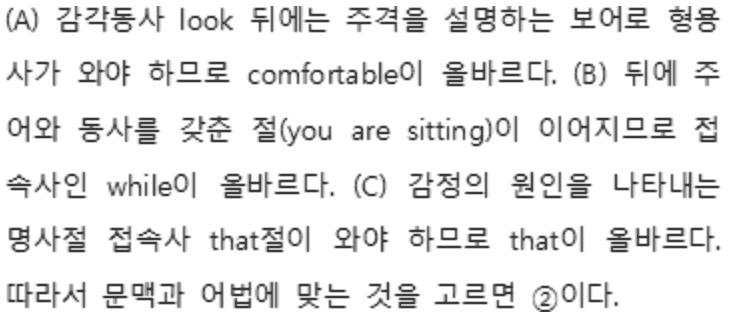 (A) 감각동사 look 뒤에는 주격을 설명하는 보어로 형용
사가 와야 하므로 comfortable이 올바르다. (B) 뒤에 주
어와 동사를 갖춘 절(you are sitting)이 이어지므로 접
속사인 while이 올바르다. (C) 감정의 원인을 나타내는
명사절 접속사 that절이 와야 하므로 that이 올바르다.
따라서 문맥과 어법에 맞는 것을 고르면 ②이다.